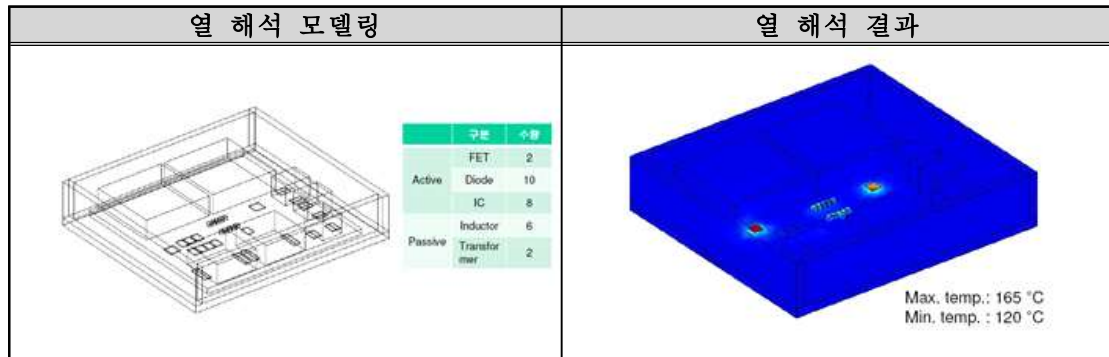 열 해석 모델링
열 해석 결과
구분 수량
Active FET 2
Diode 10
IC 8
Passive Inductor 6
Transfor
mer 2
Max. temp.: 165 °C
Min. temp. : 120 °C